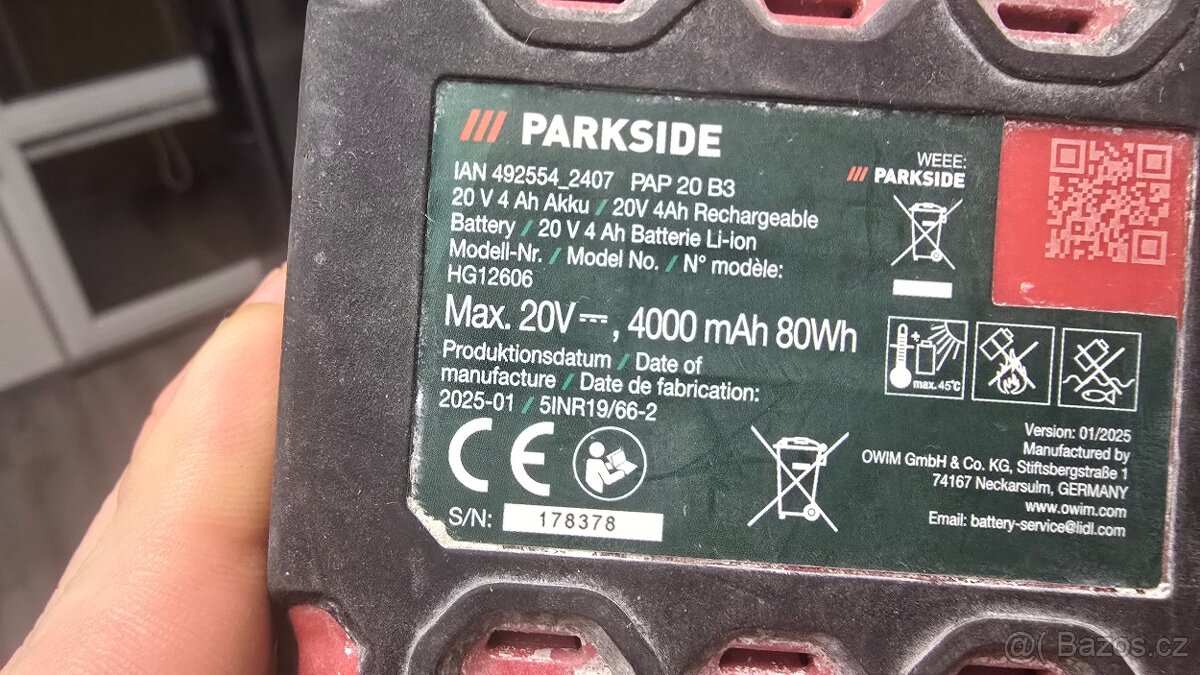 PARKSIDE
IAN 492554_2407 PAP 20 B3
20 V 4 Ah Akku / 20V 4Ah Rechargeable
Battery / 20 V 4 Ah Batterie Li-ion
Modell-Nr. / Model No. / N° modèle:
HG12606
Max. 20V ⎓, 4000 mAh 80Wh
Produktionsdatum / Date of
manufacture / Date de fabrication:
2025-01 / 5INR19/66-2
CE
S/N: 178378
WEEE:
PARKSIDE
max. 45°C
Version: 01/2025
Manufactured by
OWIM GmbH & Co. KG, Stiftsbergstraße 1
74167 Neckarsulm, GERMANY
www.owim.com
Email: battery-service@lidl.com
Bazos.cz